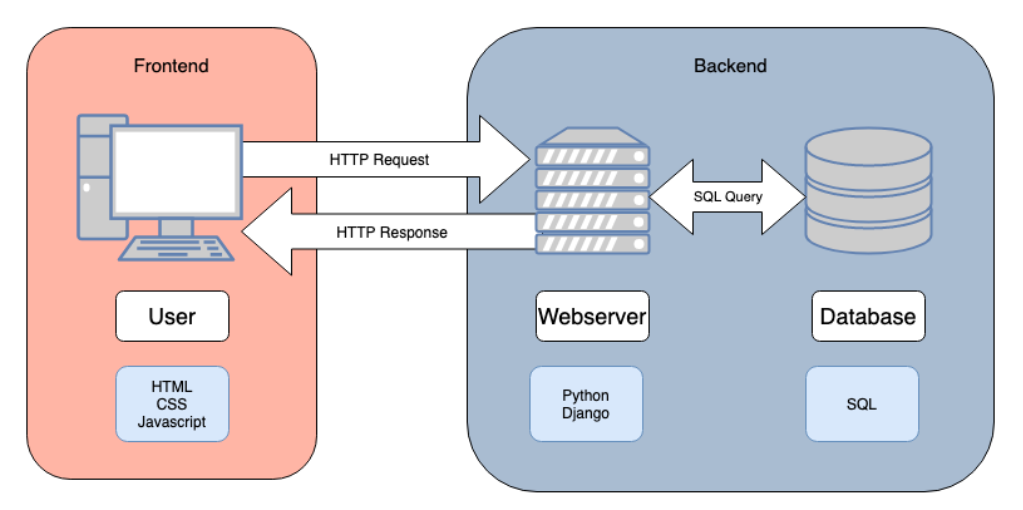 Frontend
Backend
HTTP Request
SQL Query
HTTP Response
User
Webserver
Database
HTML
CSS
Javascript
Python
Django
SQL